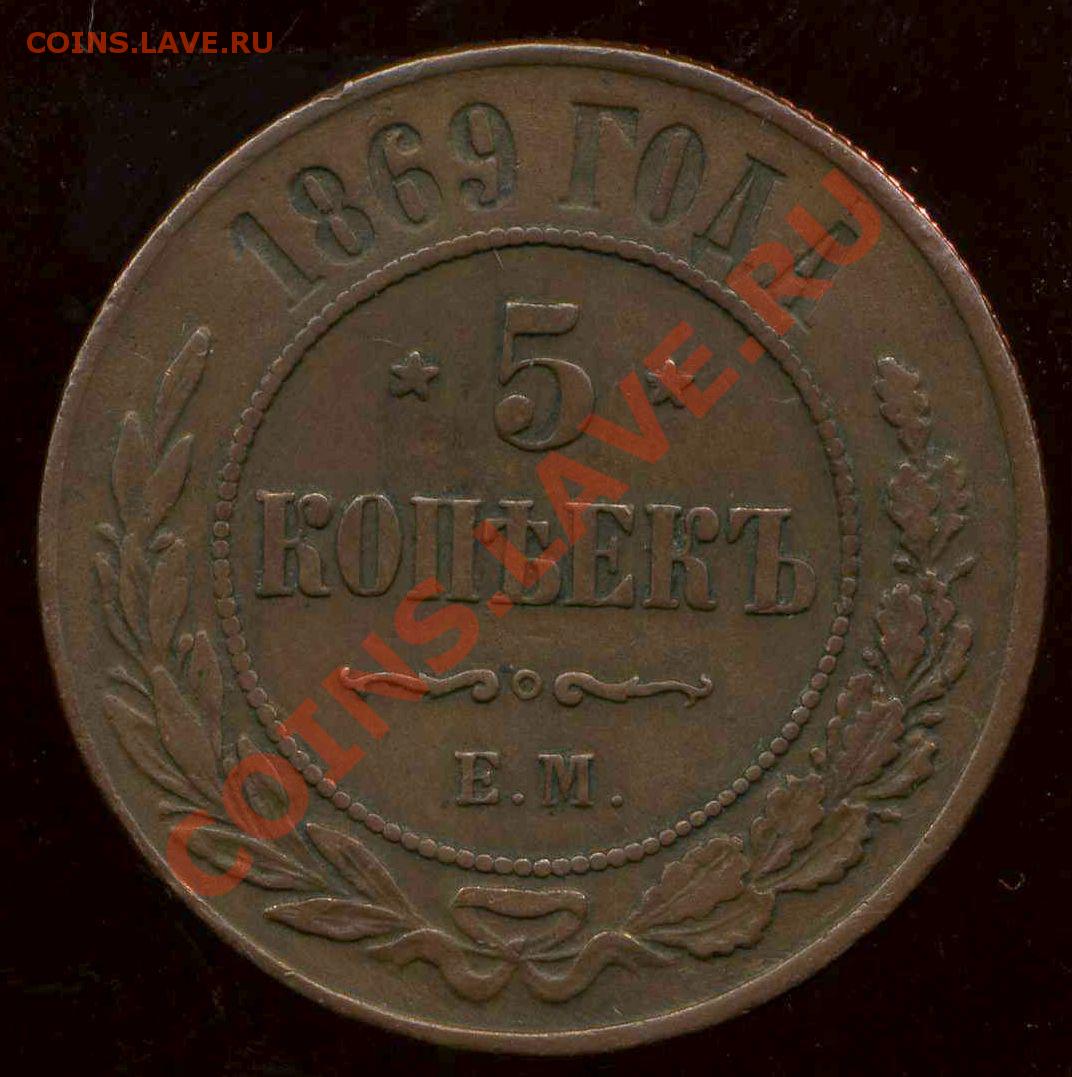 COINS.LAVE.RU
1869 ГОДА
5
КОПѢЕКЪ
Е.М.
COINS.LAVE.RU